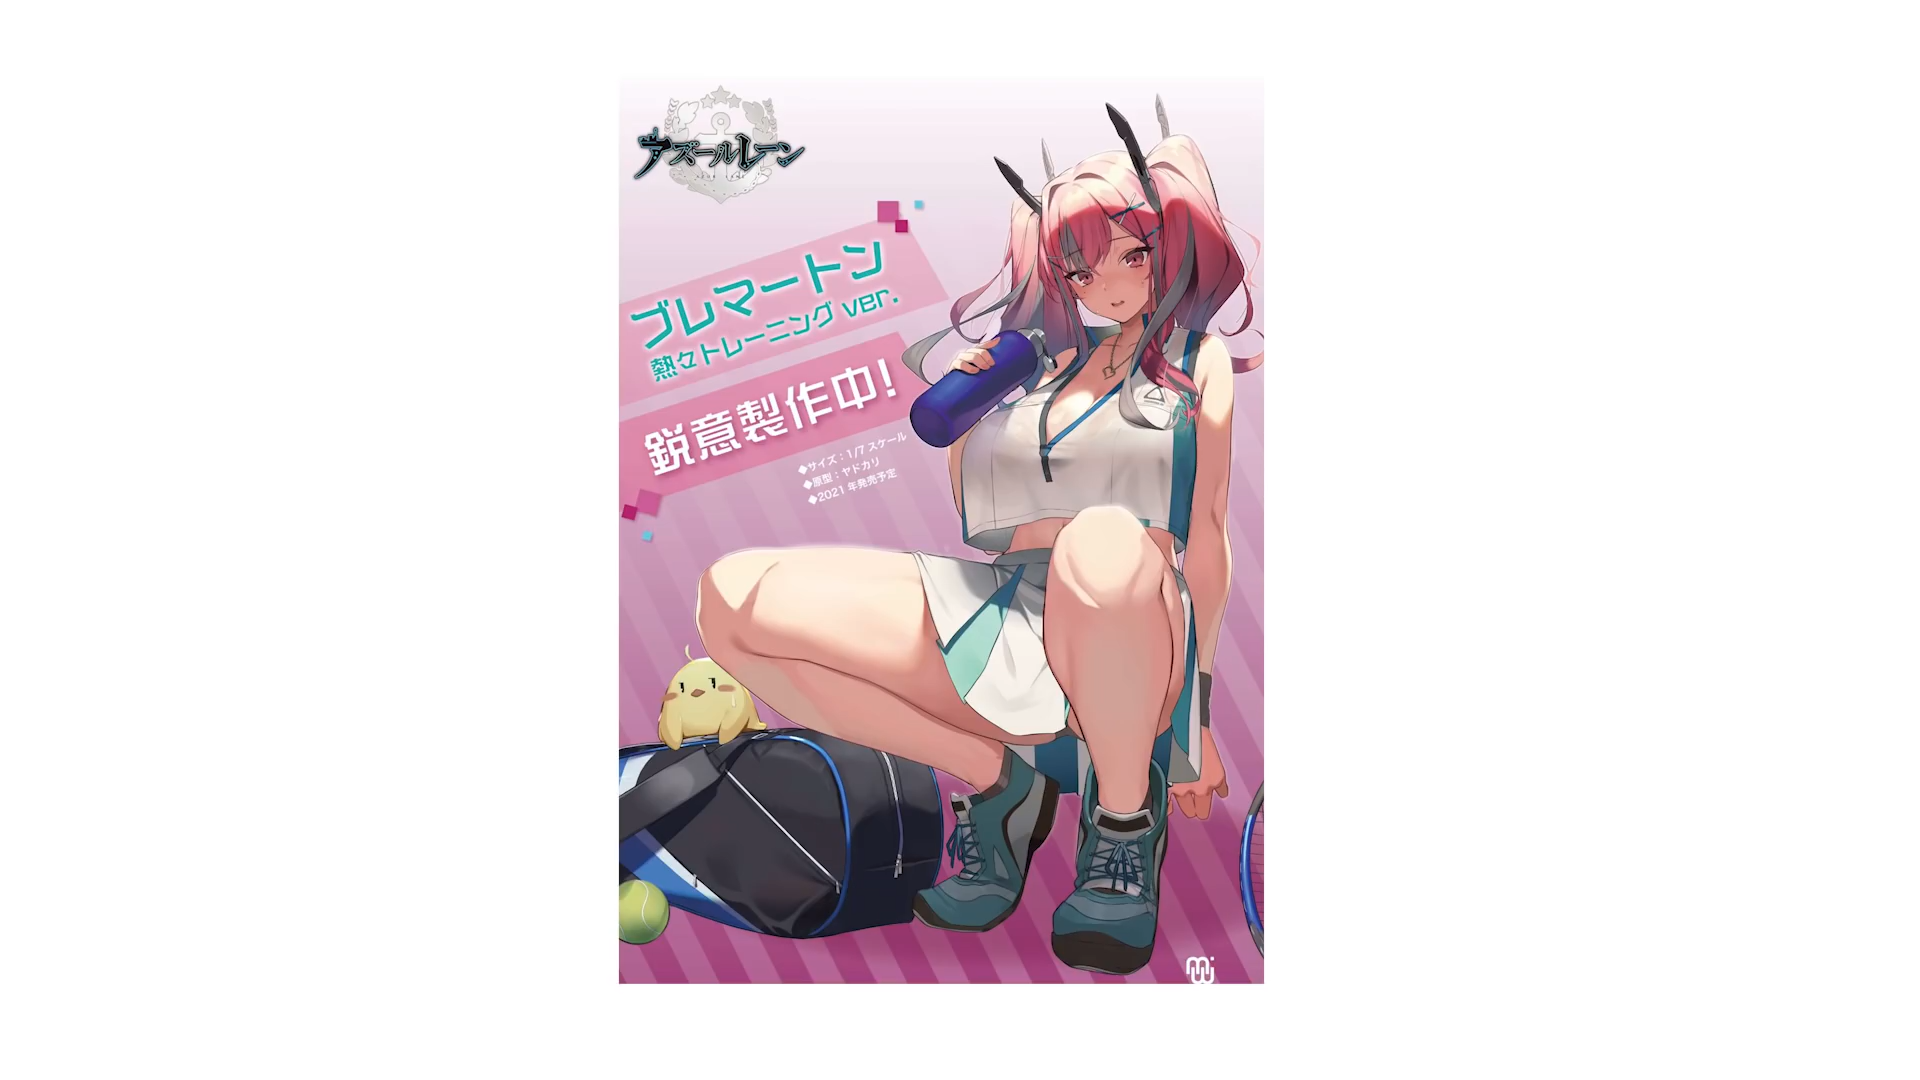 アズールレーン
AZUR LANE
ブレマートン
熱々トレーニング ver.
鋭意製作中!
◆サイズ:1/7 スケール
◆原型:ヤドカリ
◆2021 年発売予定